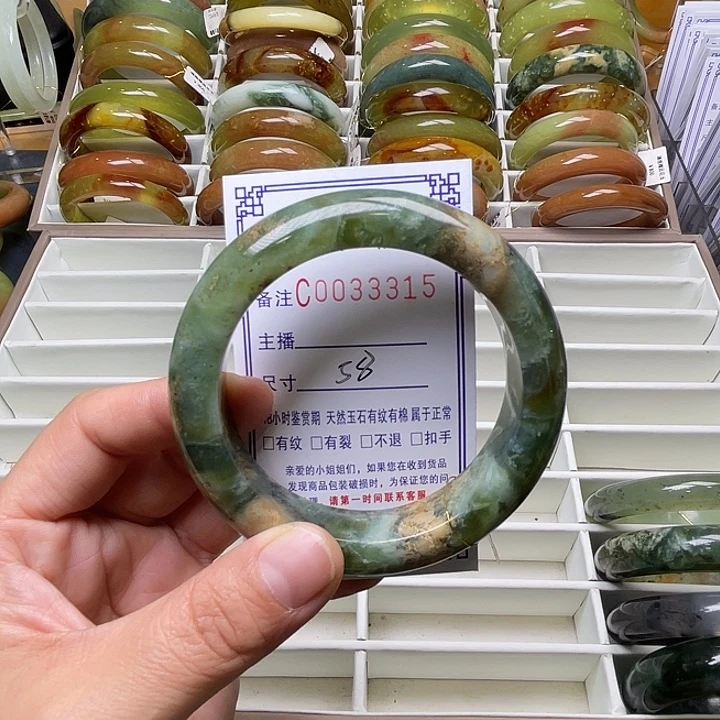 备注C0033315
主播
尺寸 58
8小时鉴赏期 天然玉石有纹有棉 属于正常
□有纹 □有裂 □不退 □扣手
亲爱的小姐姐们，如果您在收到货品
发现商品包装破损时，为保证您的问
请第一时间联系客服